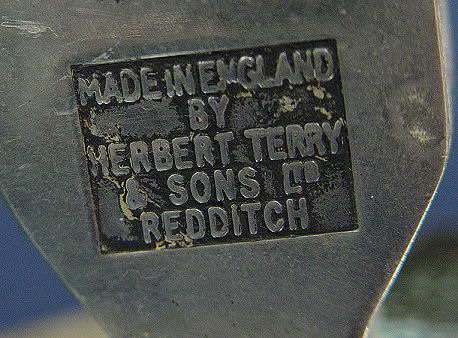 MADE IN ENGLAND
BY
HERBERT TERRY
& SONS LTD
REDDITCH